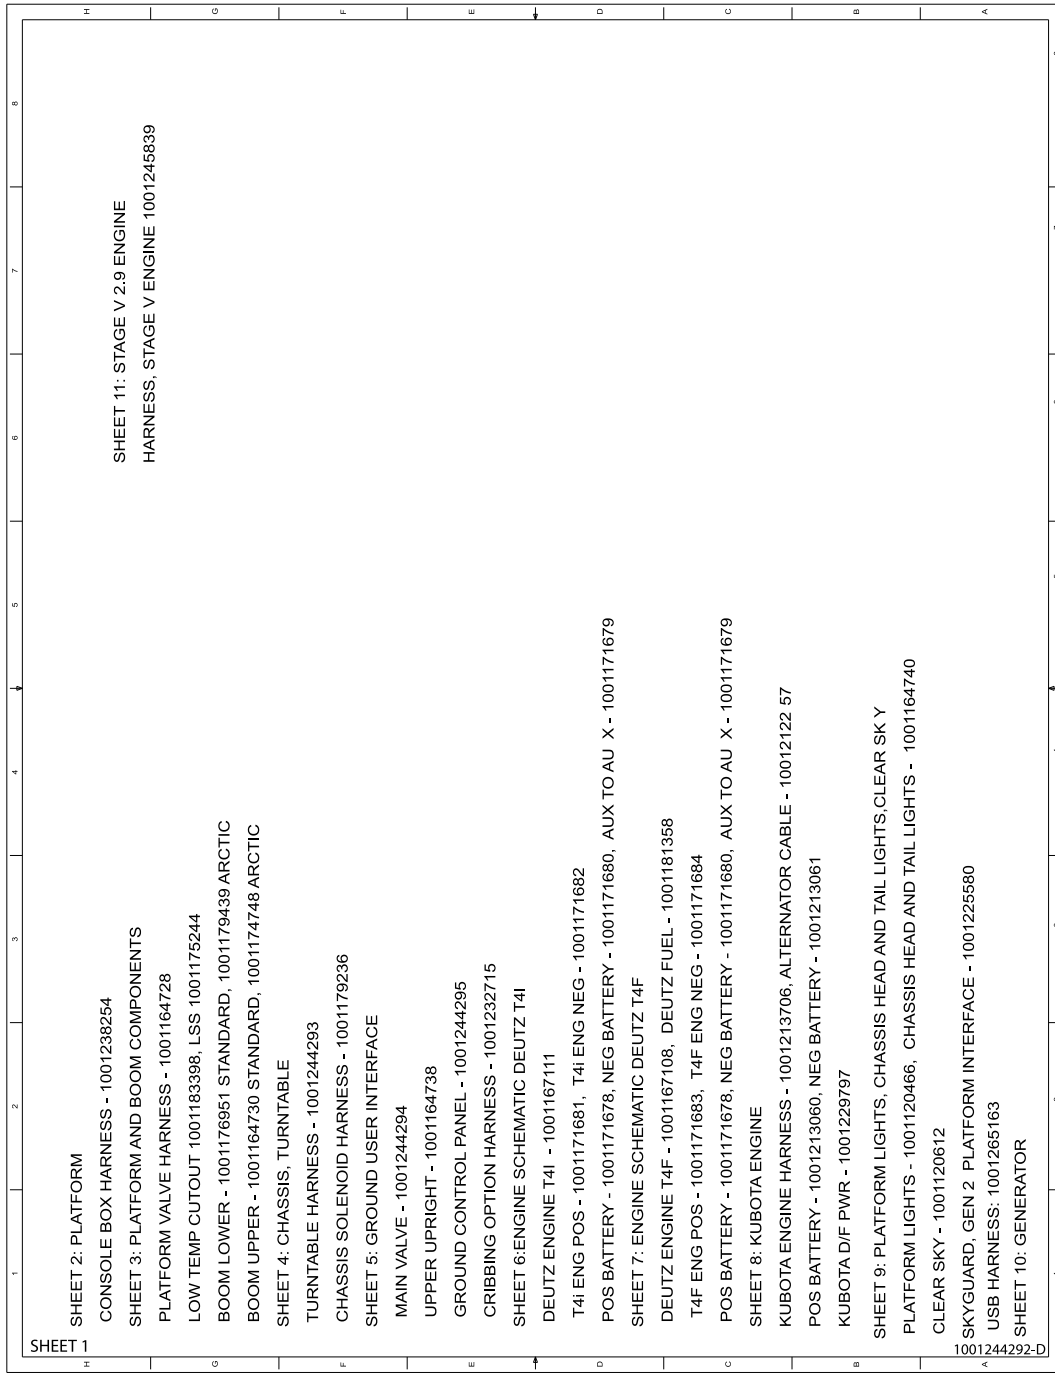 SHEET 2: PLATFORM
CONSOLE BOX HARNESS - 1001238254
SHEET 3: PLATFORM AND BOOM COMPONENTS
PLATFORM VALVE HARNESS - 1001164728
LOW TEMP CUTOUT 1001183398, LSS 1001175244
BOOM LOWER - 1001176951 STANDARD, 1001179439 ARCTIC
BOOM UPPER - 1001164730 STANDARD, 1001174748 ARCTIC
SHEET 4: CHASSIS, TURNTABLE
TURNTABLE HARNESS - 1001244293
CHASSIS SOLENOID HARNESS - 1001179236
SHEET 5: GROUND USER INTERFACE
MAIN VALVE - 1001244294
UPPER UPRIGHT - 1001164738
GROUND CONTROL PANEL - 1001244295
CRIBBING OPTION HARNESS - 1001232715
SHEET 6:ENGINE SCHEMATIC DEUTZ T4I
DEUTZ ENGINE T4I - 1001167111
T4i ENG POS - 1001171681, T4i ENG NEG - 1001171682
POS BATTERY - 1001171678, NEG BATTERY - 1001171680, AUX TO AU X - 1001171679
SHEET 7: ENGINE SCHEMATIC DEUTZ T4F
DEUTZ ENGINE T4F - 1001167108, DEUTZ FUEL - 1001181358
T4F ENG POS - 1001171683, T4F ENG NEG - 1001171684
POS BATTERY - 1001171678, NEG BATTERY - 1001171680, AUX TO AU X - 1001171679
SHEET 8: KUBOTA ENGINE
KUBOTA ENGINE HARNESS - 1001213706, ALTERNATOR CABLE - 10012122 57
POS BATTERY - 1001213060, NEG BATTERY - 1001213061
KUBOTA D/F PWR - 1001229797
SHEET 9: PLATFORM LIGHTS, CHASSIS HEAD AND TAIL LIGHTS,CLEAR SK Y
PLATFORM LIGHTS - 1001120466, CHASSIS HEAD AND TAIL LIGHTS - 1001164740
CLEAR SKY - 1001120612
SKYGUARD, GEN 2 PLATFORM INTERFACE - 1001225580
USB HARNESS: 1001265163
SHEET 10: GENERATOR
SHEET 11: STAGE V 2.9 ENGINE
HARNESS, STAGE V ENGINE 1001245839
SHEET 1
1001244292-D
H
G
F
E
D
C
B
A
H
G
F
E
D
C
B
A
1
2
3
4
5
6
7
8